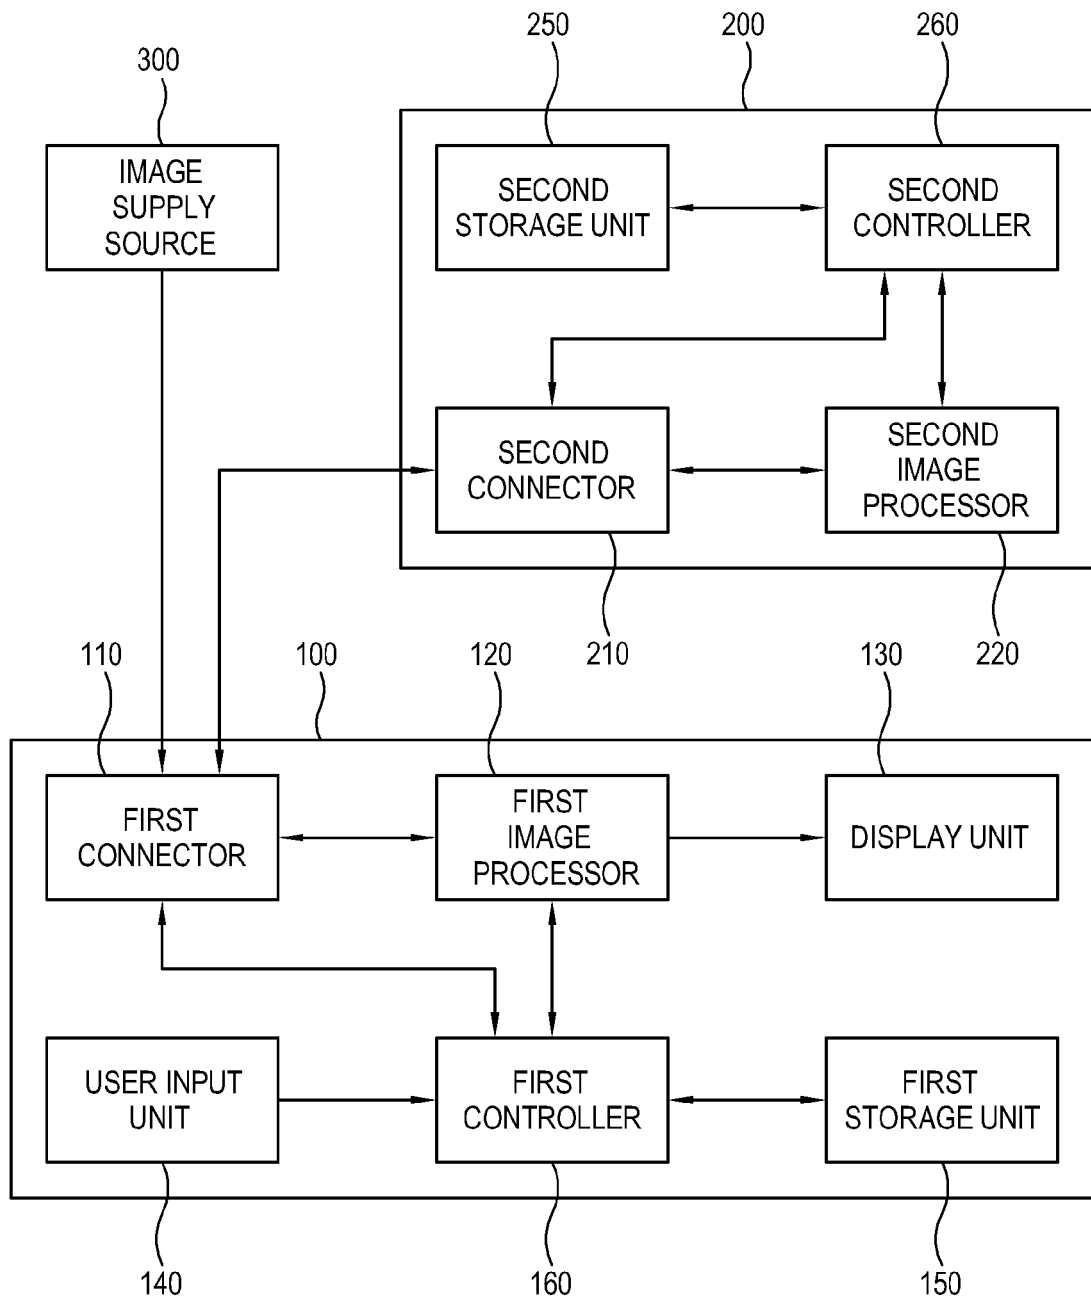 250
200
260
300
IMAGE
SUPPLY
SOURCE
SECOND
STORAGE UNIT
SECOND
CONTROLLER
SECOND
CONNECTOR
SECOND
IMAGE
PROCESSOR
110
100
120
210
130
220
FIRST
CONNECTOR
FIRST
IMAGE
PROCESSOR
DISPLAY UNIT
USER INPUT
UNIT
FIRST
CONTROLLER
FIRST
STORAGE UNIT
140
160
150